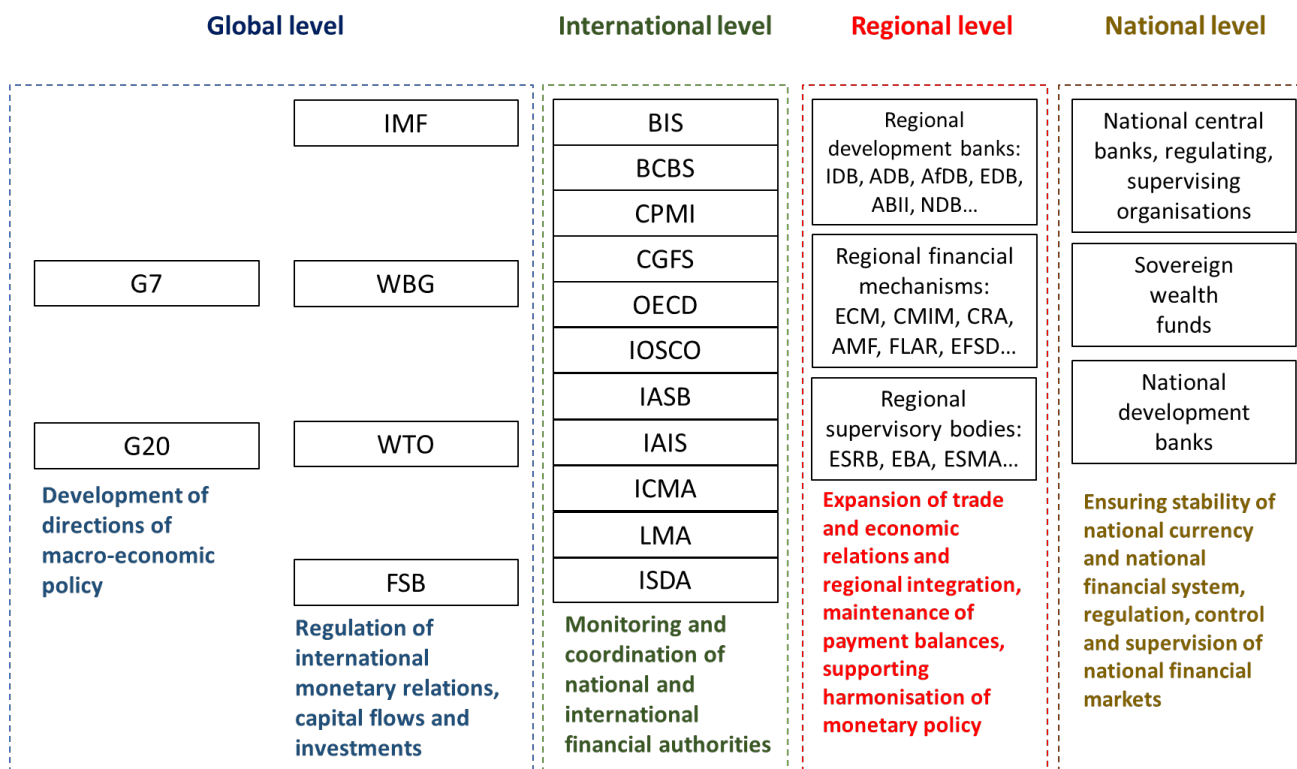 Global level
International level
Regional level
National level
G7
G20
Development of
directions of
macro-economic
policy
IMF
WBG
WTO
FSB
Regulation of
international
monetary relations,
capital flows and
investments
BIS
BCBS
CPMI
CGFS
OECD
IOSCO
IASB
IAIS
ICMA
LMA
ISDA
Monitoring and
coordination of
national and
international
financial authorities
Regional
development banks:
IDB, ADB, AfDB, EDB,
ABII, NDB...
Regional financial
mechanisms:
ECM, CMIM, CRA,
AMF, FLAR, EFSD...
Regional
supervisory bodies:
ESRB, EBA, ESMA...
Expansion of trade
and economic
relations and
regional integration,
maintenance of
payment balances,
supporting
harmonisation of
monetary policy
National central
banks, regulating,
supervising
organisations
Sovereign
wealth
funds
National
development
banks
Ensuring stability of
national currency
and national
financial system,
regulation, control
and supervision of
national financial
markets